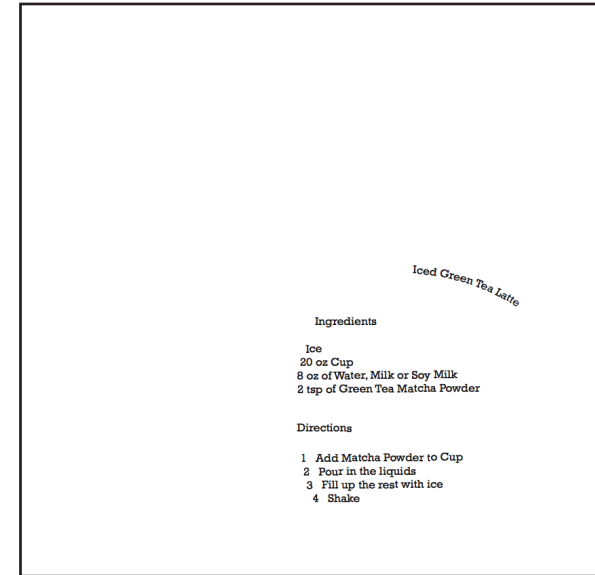 Iced Green Tea Latte
Ingredients
Ice
20 oz Cup
8 oz of Water, Milk or Soy Milk
2 tsp of Green Tea Matcha Powder
Directions
1 Add Matcha Powder to Cup
2 Pour in the liquids
3 Fill up the rest with ice
4 Shake